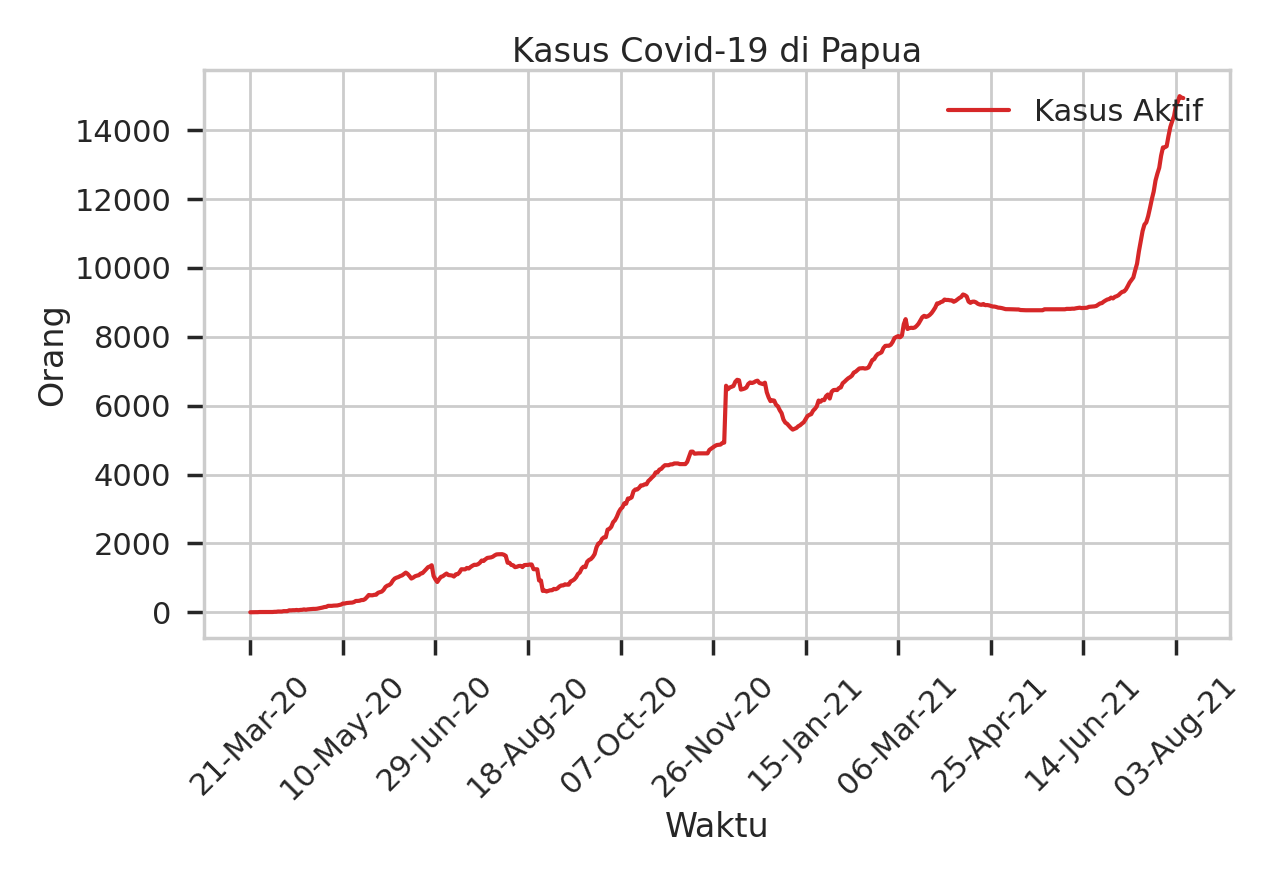 Kasus Covid-19 di Papua
Kasus Aktif
Orang
14000
12000
10000
8000
6000
4000
2000
0
21-Mar-20
10-May-20
29-Jun-20
18-Aug-20
07-Oct-20
26-Nov-20
15-Jan-21
06-Mar-21
25-Apr-21
14-Jun-21
03-Aug-21
Waktu